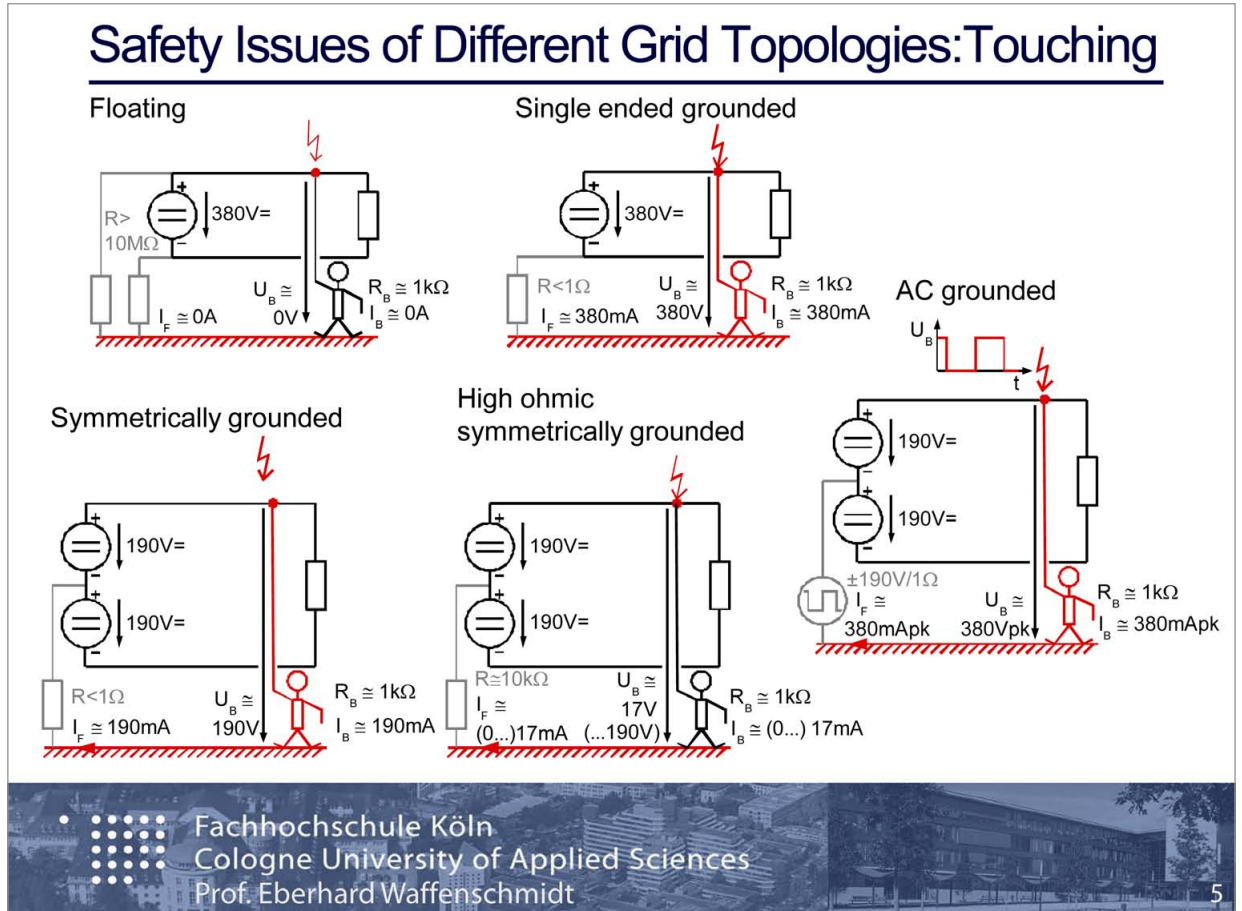 Safety Issues of Different Grid Topologies:Touching
Floating
+
380V=
−
R>
10MΩ
I_F ≅ 0A
U_B ≅
0V
R_B ≅ 1kΩ
I_B ≅ 0A
Single ended grounded
+
380V=
−
R<1Ω
I_F ≅ 380mA
U_B ≅
380V
R_B ≅ 1kΩ
I_B ≅ 380mA
Symmetrically grounded
+
190V=
−
+
190V=
−
R<1Ω
I_F ≅ 190mA
U_B ≅
190V
R_B ≅ 1kΩ
I_B ≅ 190mA
High ohmic
symmetrically grounded
+
190V=
−
+
190V=
−
R≅10kΩ
I_F ≅
(0...)17mA
U_B ≅
17V
(...190V)
R_B ≅ 1kΩ
I_B ≅ (0...) 17mA
AC grounded
U_B
t
+
190V=
−
+
190V=
−
±190V/1Ω
I_F ≅
380mApk
U_B ≅
380Vpk
R_B ≅ 1kΩ
I_B ≅ 380mApk
Fachhochschule Köln
Cologne University of Applied Sciences
Prof. Eberhard Waffenschmidt
5